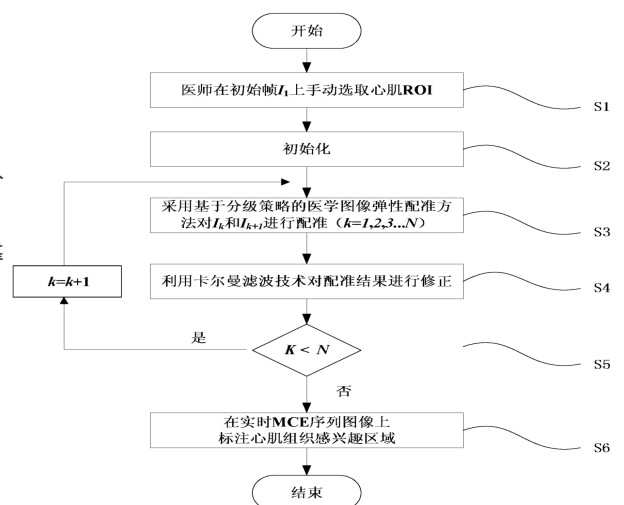 开始
医师在初始帧I1上手动选取心肌ROI
S1
初始化
S2
采用基于分级策略的医学图像弹性配准方
法对Ik和Ik+1进行配准（k=1,2,3...N）
S3
k=k+1
利用卡尔曼滤波技术对配准结果进行修正
S4
是
K < N
S5
否
在实时MCE序列图像上
标注心肌组织感兴趣区域
S6
结束